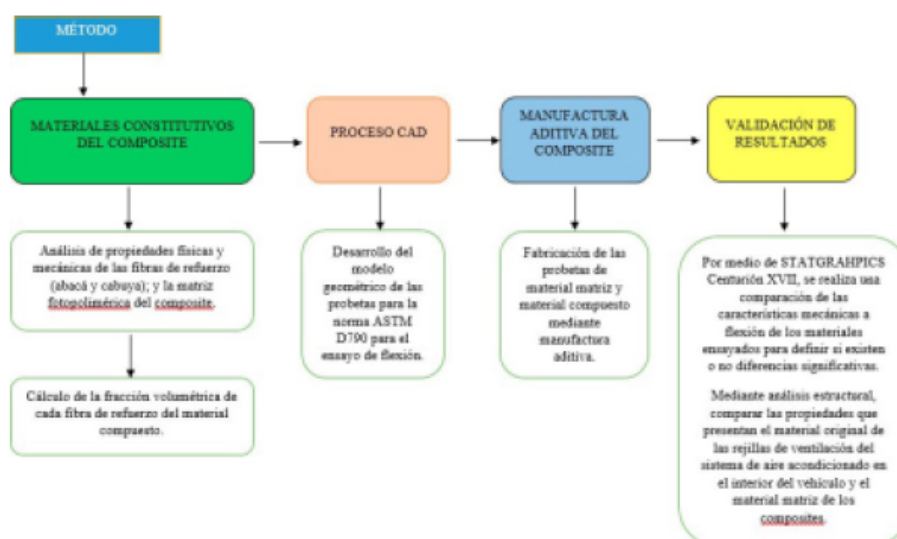 MÉTODO
MATERIALES CONSTITUTIVOS
DEL COMPOSITE
PROCESO CAD
MANUFACTURA
ADITIVA DEL
COMPOSITE
VALIDACIÓN DE
RESULTADOS
Análisis de propiedades físicas y
mecánicas de las fibras de refuerzo
(abacá y cabuya); y la matriz
fotopolimérica del composite.
Cálculo de la fracción volumétrica de
cada fibra de refuerzo del material
compuesto.
Desarrollo del
modelo
geométrico de las
probetas para la
norma ASTM
D790 para el
ensayo de flexión.
Fabricación de las
probetas de
material matriz y
material compuesto
mediante
manufactura
aditiva.
Por medio de STATGRAHPICS
Centurión XVII, se realiza una
comparación de las
características mecánicas a
flexión de los materiales
ensayados para definir si existen
o no diferencias significativas.
Mediante análisis estructural,
comparar las propiedades que
presentan el material original de
las rejillas de ventilación del
sistema de aire acondicionado en
el interior del vehículo y el
material matriz de los
composites.